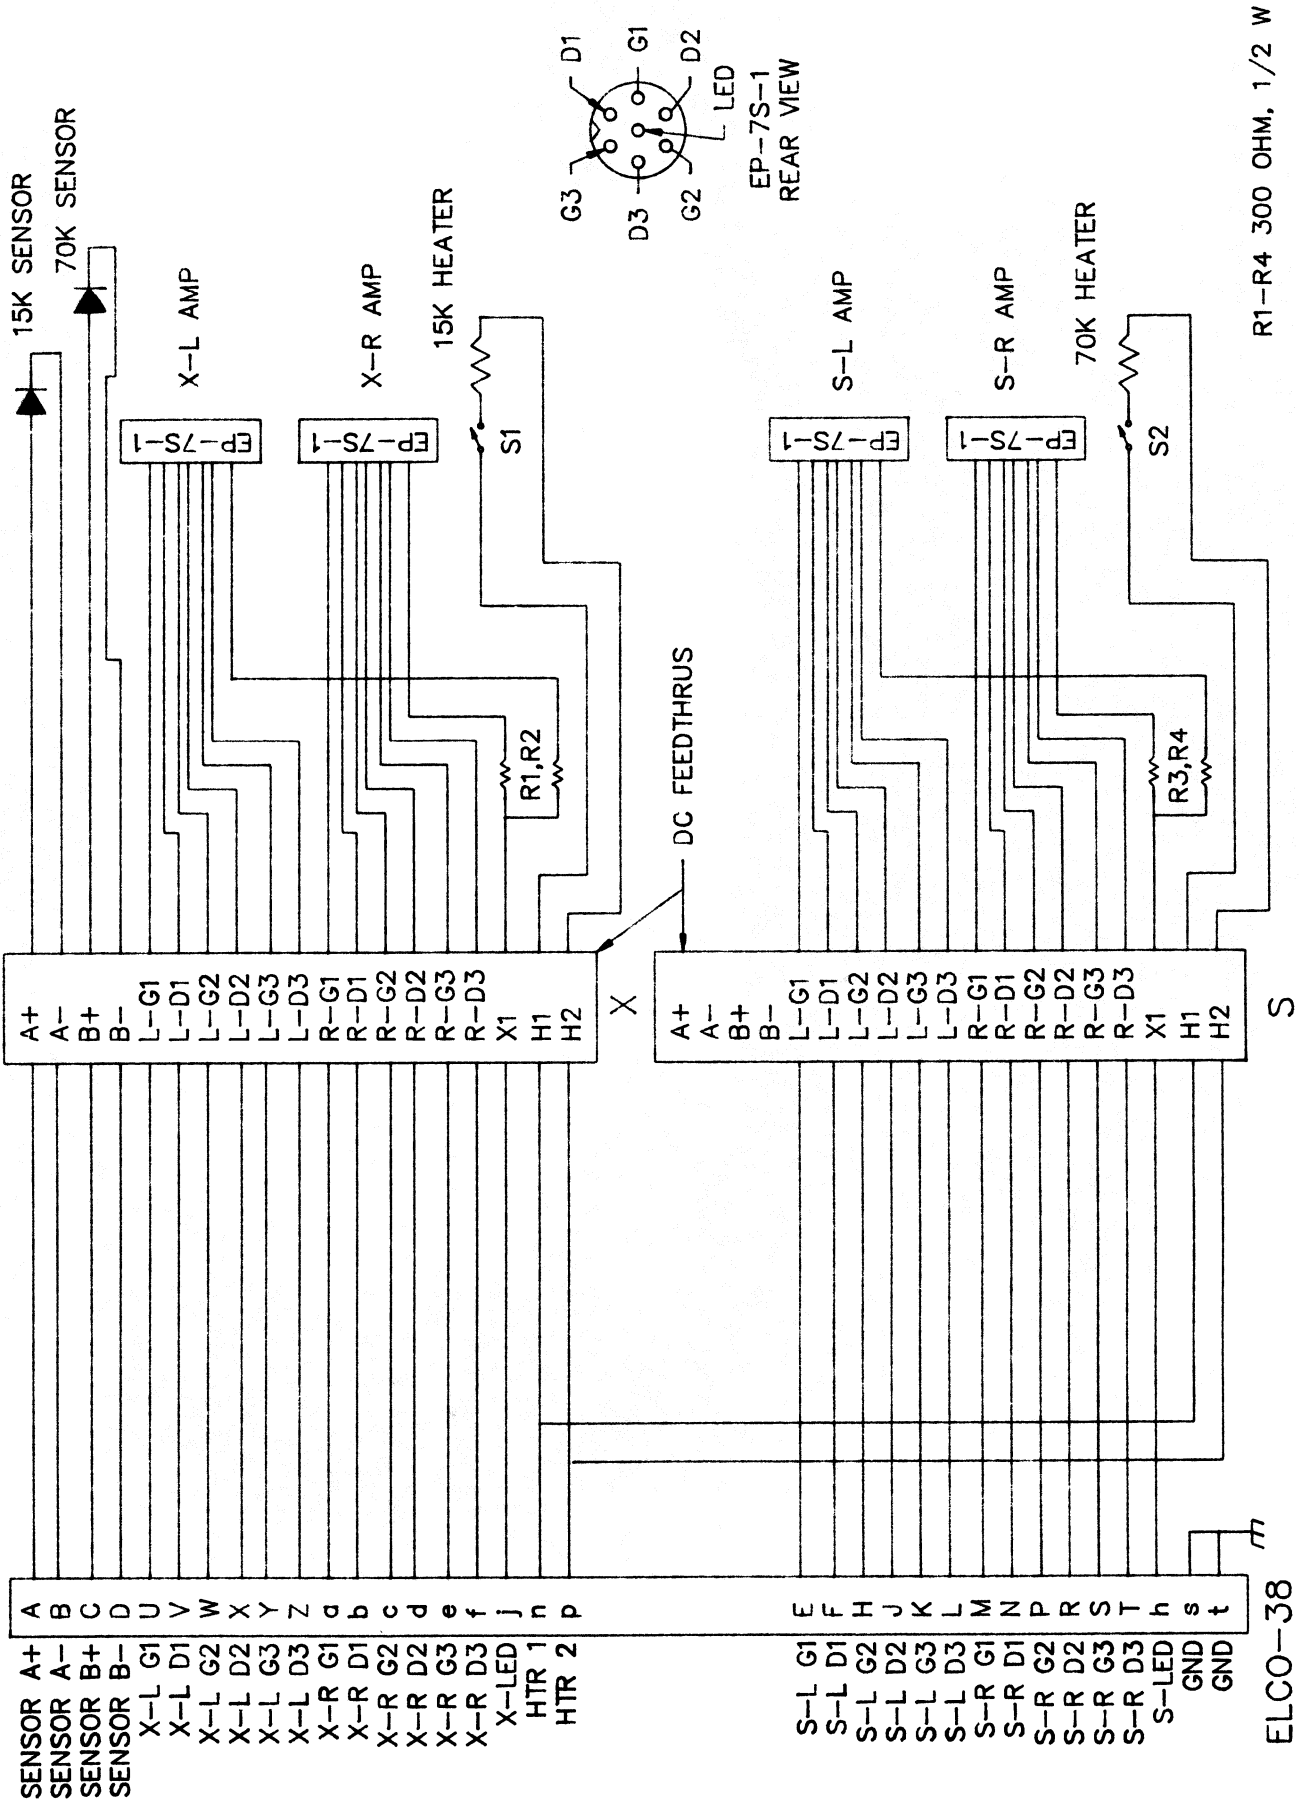 SENSOR A+
SENSOR A-
SENSOR B+
SENSOR B-
X-L G1
X-L D1
X-L G2
X-L D2
X-L G3
X-L D3
X-R G1
X-R D1
X-R G2
X-R D2
X-R G3
X-R D3
X-LED
HTR 1
HTR 2
S-L G1
S-L D1
S-L G2
S-L D2
S-L G3
S-L D3
S-R G1
S-R D1
S-R G2
S-R D2
S-R G3
S-R D3
S-LED
GND
GND
ELCO-38
A
B
C
D
U
V
W
X
Y
Z
a
b
c
d
e
f
j
n
p
E
F
H
J
K
L
M
N
P
R
S
T
h
s
t
A+
A-
B+
B-
L-G1
L-D1
L-G2
L-D2
L-G3
L-D3
R-G1
R-D1
R-G2
R-D2
R-G3
R-D3
X1
H1
H2
X
A+
A-
B+
B-
L-G1
L-D1
L-G2
L-D2
L-G3
L-D3
R-G1
R-D1
R-G2
R-D2
R-G3
R-D3
X1
H1
H2
S
DC FEEDTHRUS
R1,R2
R3,R4
15K SENSOR
70K SENSOR
EP-7S-1
X-L AMP
EP-7S-1
X-R AMP
S1
15K HEATER
EP-7S-1
S-L AMP
EP-7S-1
S-R AMP
S2
70K HEATER
G3
D1
D3
G1
G2
D2
LED
EP-7S-1
REAR VIEW
R1-R4 300 OHM, 1/2 W